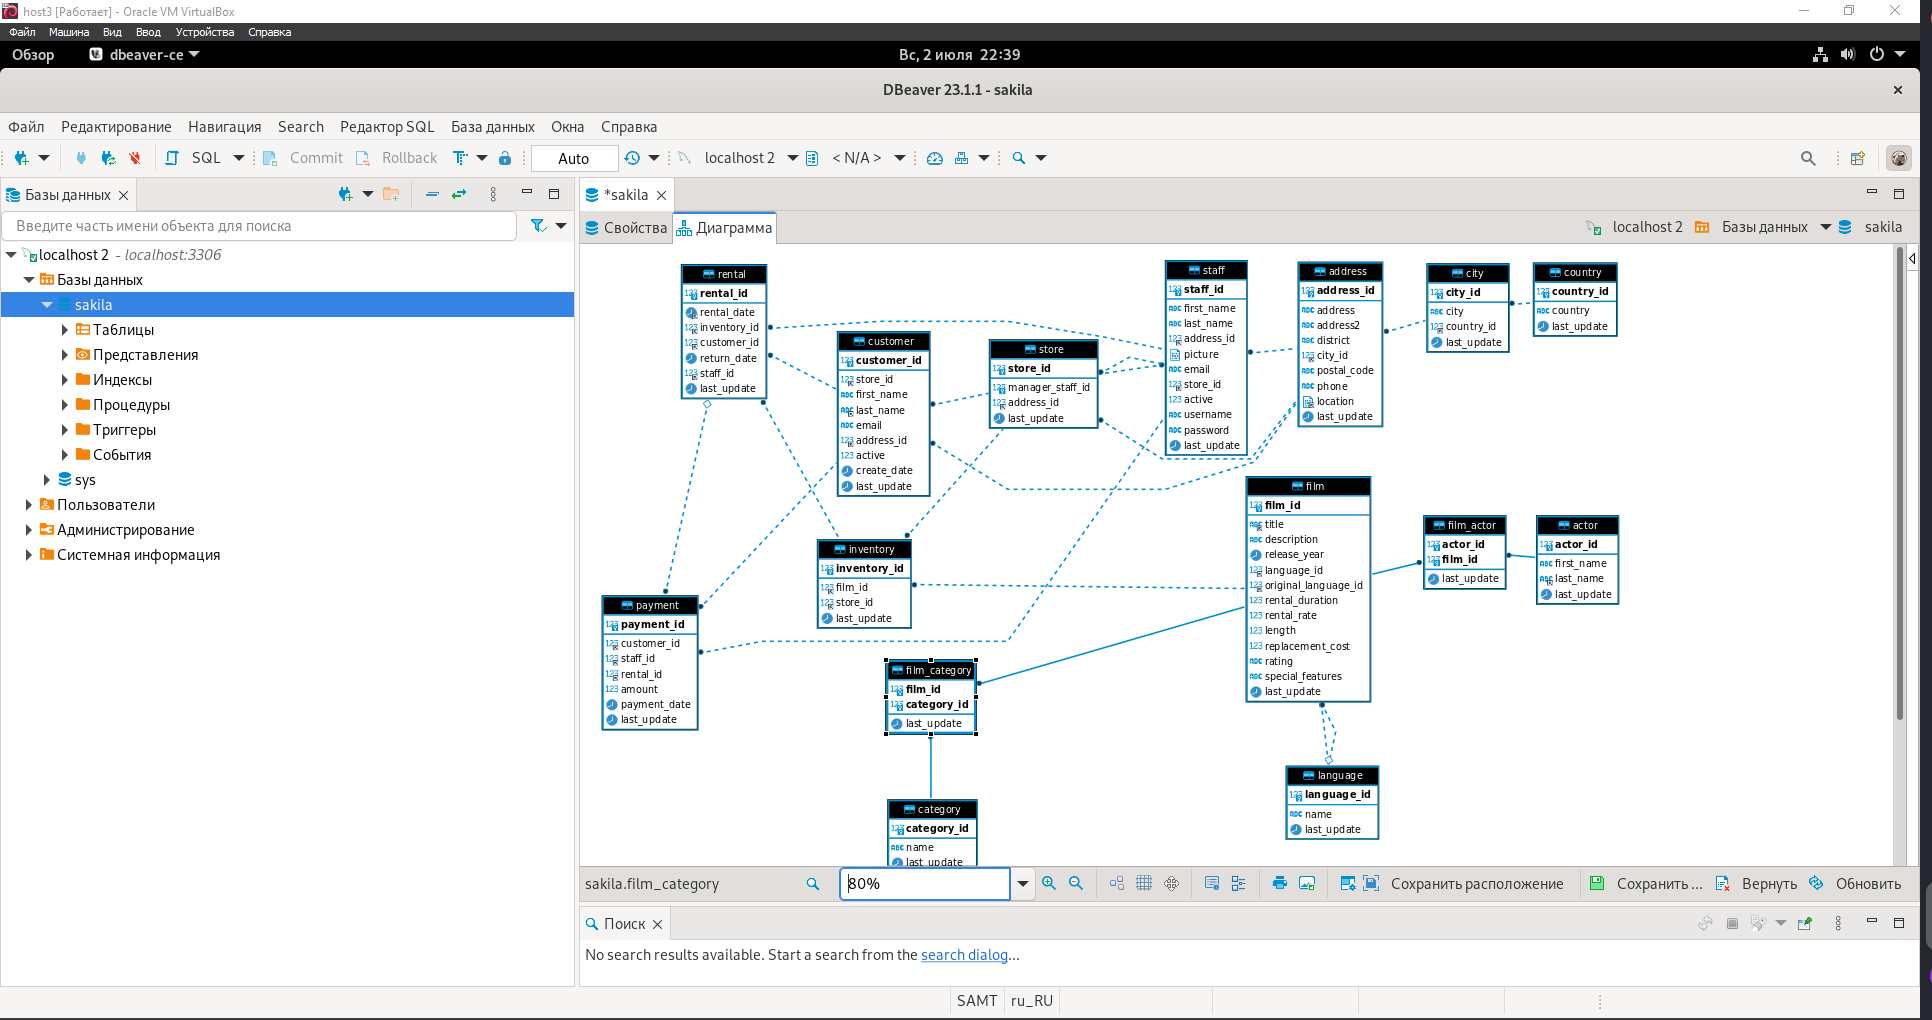 host3 [Работает] - Oracle VM VirtualBox
Файл Машина Вид Ввод Устройства Справка
Обзор dbeaver-ce Вс, 2 июля 22:39
DBeaver 23.1.1 - sakila
Файл Редактирование Навигация Search Редактор SQL База данных Окна Справка
SQL Commit Rollback Auto localhost 2 < N/A >
Базы данных
Введите часть имени объекта для поиска
localhost 2 - localhost:3306
Базы данных
sakila
Таблицы
Представления
Индексы
Процедуры
Триггеры
События
sys
Пользователи
Администрирование
Системная информация
*sakila
Свойства Диаграмма localhost 2 Базы данных sakila
rental
rental_id
rental_date
inventory_id
customer_id
return_date
staff_id
last_update
customer
customer_id
store_id
first_name
last_name
email
address_id
active
create_date
last_update
store
store_id
manager_staff_id
address_id
last_update
staff
staff_id
first_name
last_name
address_id
picture
email
store_id
active
username
password
last_update
address
address_id
address
address2
district
city_id
postal_code
phone
location
last_update
city
city_id
city
country_id
last_update
country
country_id
country
last_update
film
film_id
title
description
release_year
language_id
original_language_id
rental_duration
rental_rate
length
replacement_cost
rating
special_features
last_update
film_actor
actor_id
film_id
last_update
actor
actor_id
first_name
last_name
last_update
inventory
inventory_id
film_id
store_id
last_update
payment
payment_id
customer_id
staff_id
rental_id
amount
payment_date
last_update
film_category
film_id
category_id
last_update
language
language_id
name
last_update
category
category_id
name
last_update
sakila.film_category 80% Сохранить расположение Сохранить ... Вернуть Обновить
Поиск
No search results available. Start a search from the search dialog...
SAMT ru_RU